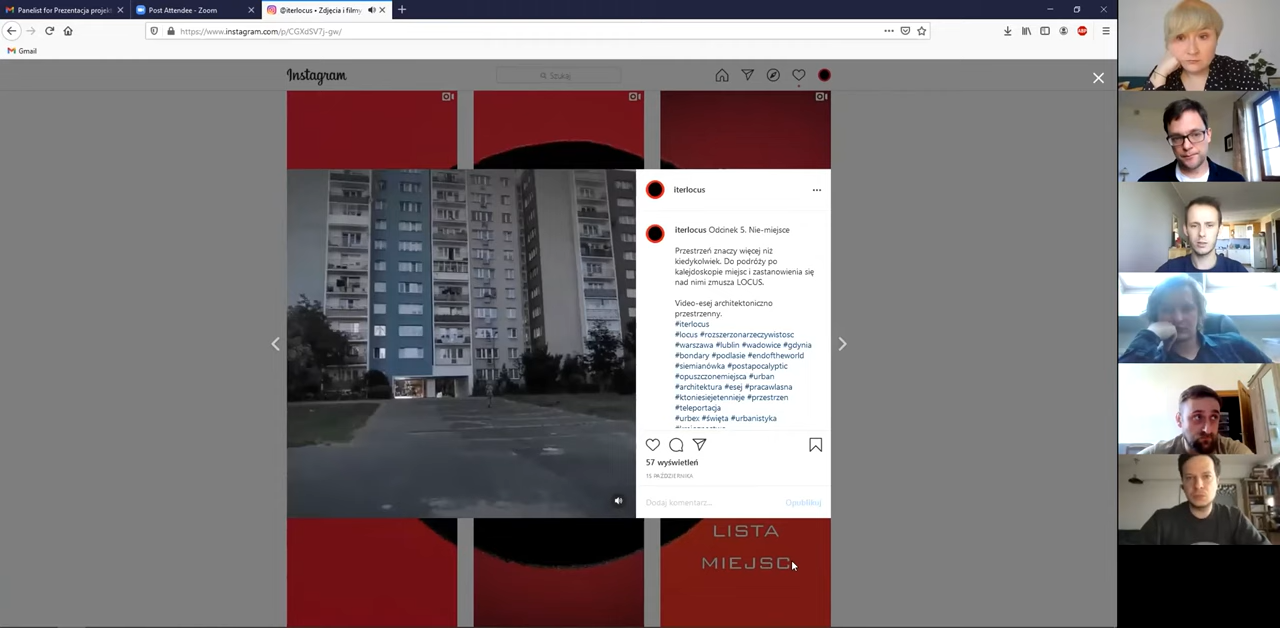 Panelist for Prezentacja projekt
Post Attendee - Zoom
@iterlocus • Zdjęcia i filmy
https://www.instagram.com/p/CGXdSV7j-gw/
Gmail
Instagram
Szukaj
iterlocus
iterlocus Odcinek 5. Nie-miejsce
Przestrzeń znaczy więcej niż
kiedykolwiek. Do podróży po
kalejdoskopie miejsc i zastanowienia się
nad nimi zmusza LOCUS.
Video-esej architektoniczno
przestrzenny.
#iterlocus
#locus #rozszerzonarzeczywistosc
#warszawa #lublin #wadowice #gdynia
#bondary #podlasie #endoftheworld
#siemianówka #postapocalyptic
#opuszczonemiejsca #urban
#architektura #esej #pracawlasna
#ktoniesiejetennieje #przestrzen
#teleportacja
#urbex #święta #urbanistyka
57 wyświetleń
15 PAŹDZIERNIKA
Dodaj komentarz...
Opublikuj
LISTA
MIEJSC